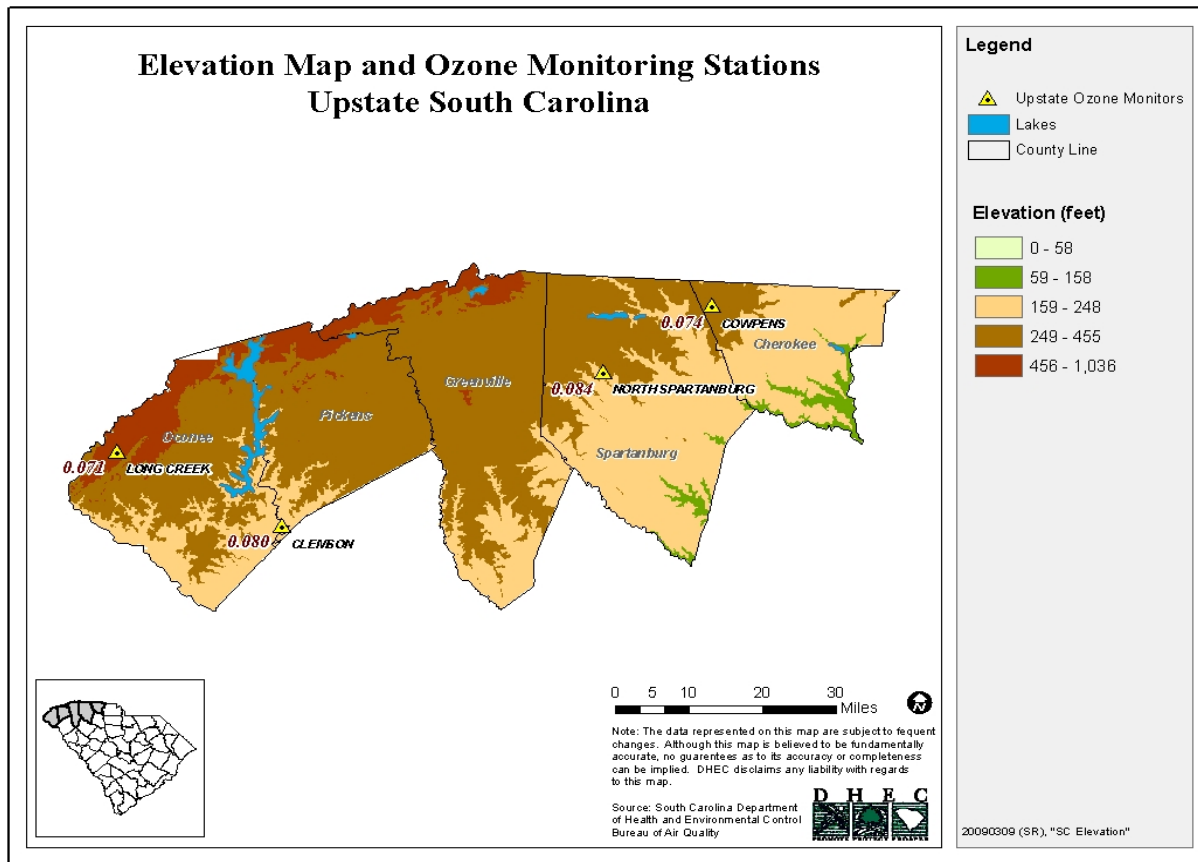 Elevation Map and Ozone Monitoring Stations
Upstate South Carolina
0.074
COWPENS
Cherokee
0.084
NORTH SPARTANBURG
Greenville
Pickens
Oconee
Spartanburg
0.071
LONG CREEK
0.080
CLEMSON
0 5 10 20 30
Miles
N
Note: The data represented on this map are subject to fequent
changes. Although this map is believed to be fundamentally
accurate, no guarentees as to its accuracy or completeness
can be implied. DHEC disclaims any liability with regards
to this map.
Source: South Carolina Department
of Health and Environmental Control
Bureau of Air Quality
D H E C
PROMOTE PROTECT PROSPER
Legend
Upstate Ozone Monitors
Lakes
County Line
Elevation (feet)
0 - 58
59 - 158
159 - 248
249 - 455
456 - 1,036
20090309 (SR), "SC Elevation"